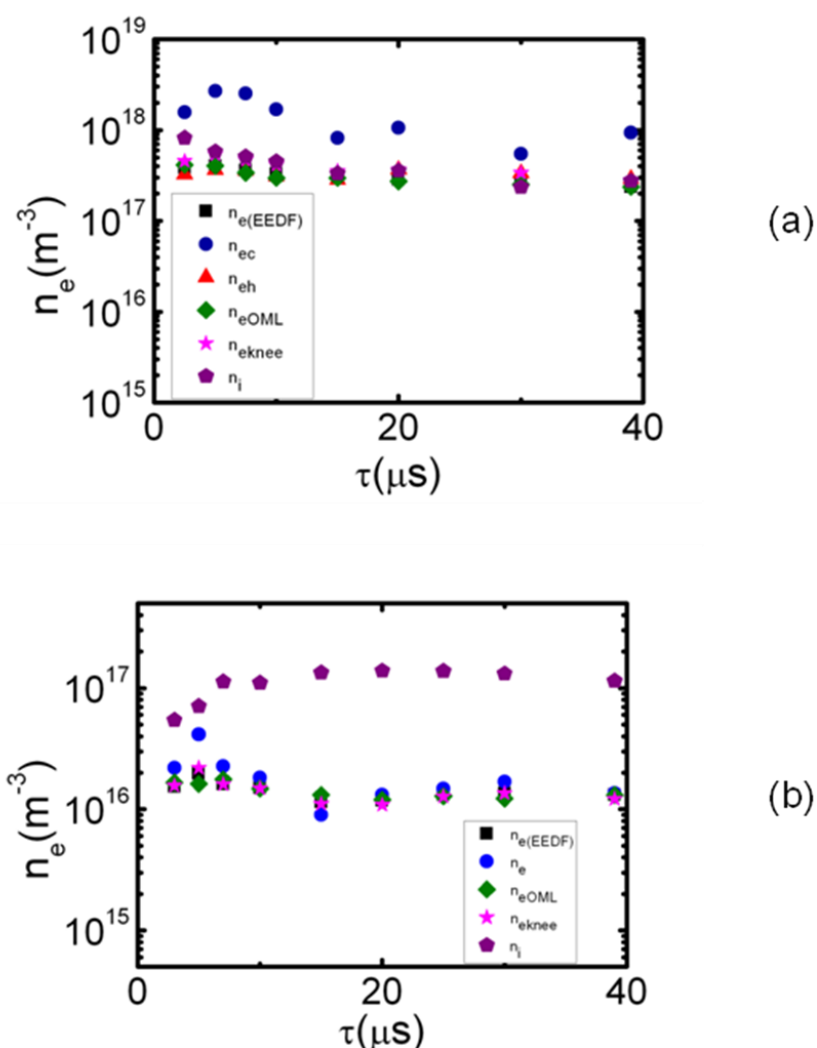 10^19
10^18
10^17
10^16
10^15
n_e(m^-3)
n_e(EEDF)
n_ec
n_eh
n_eOML
n_eknee
n_i
0 20 40
τ(μs)
(a)
10^17
10^16
10^15
n_e(m^-3)
n_e(EEDF)
n_e
n_eOML
n_eknee
n_i
0 20 40
τ(μs)
(b)